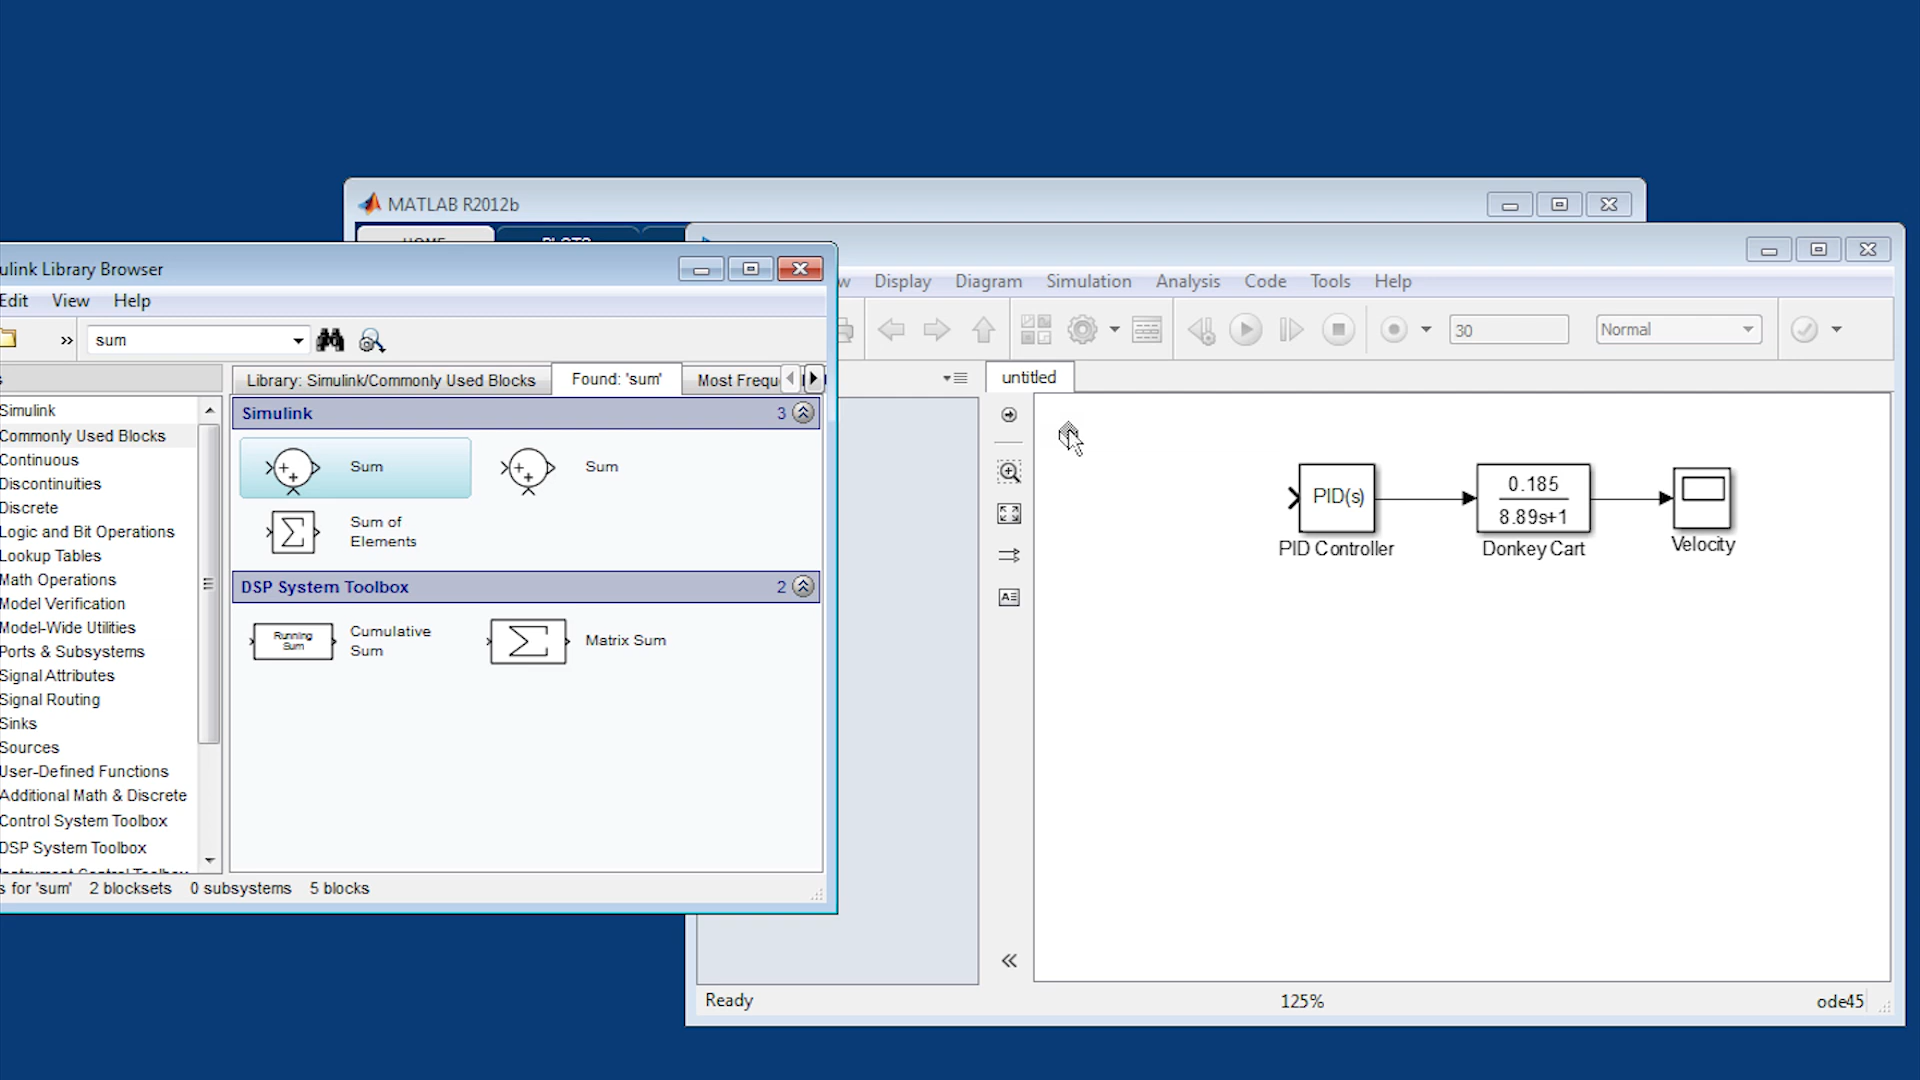 MATLAB R2012b
HOME
PLOTS
ulink Library Browser
Edit View Help
»
sum
Library: Simulink/Commonly Used Blocks
Found: 'sum'
Most Frequ
Simulink
Commonly Used Blocks
Continuous
Discontinuities
Discrete
Logic and Bit Operations
Lookup Tables
Math Operations
Model Verification
Model-Wide Utilities
Ports & Subsystems
Signal Attributes
Signal Routing
Sinks
Sources
User-Defined Functions
Additional Math & Discrete
Control System Toolbox
DSP System Toolbox
Instrument Control Toolbox
Simulink 3
Sum
Sum
Sum of
Elements
DSP System Toolbox 2
Running
Sum
Cumulative
Sum
Matrix Sum
s for 'sum' 2 blocksets 0 subsystems 5 blocks
w Display Diagram Simulation Analysis Code Tools Help
30
Normal
untitled
PID(s)
PID Controller
0.185
8.89s+1
Donkey Cart
Velocity
Ready
125%
ode45